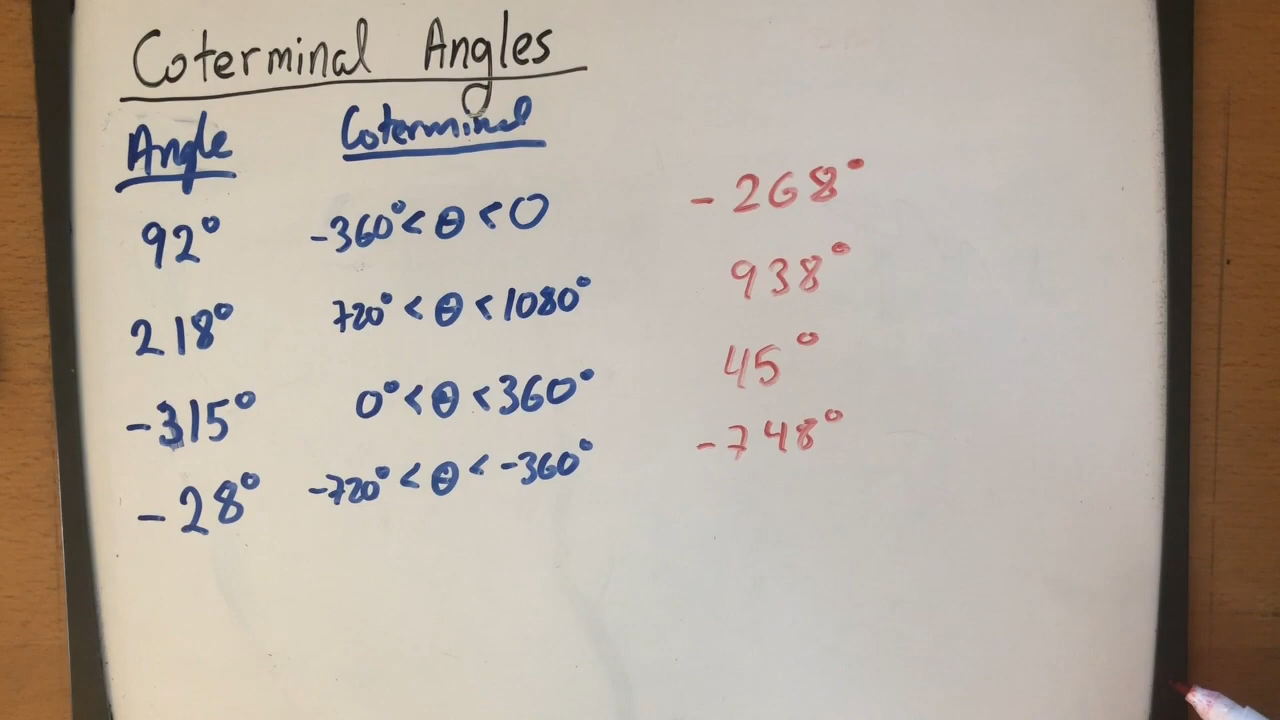 Coterminal Angles
Angle Coterminal
92° -360° < θ < 0 -268°
218° 720° < θ < 1080° 938°
-315° 0° < θ < 360° 45°
-28° -720° < θ < -360° -748°